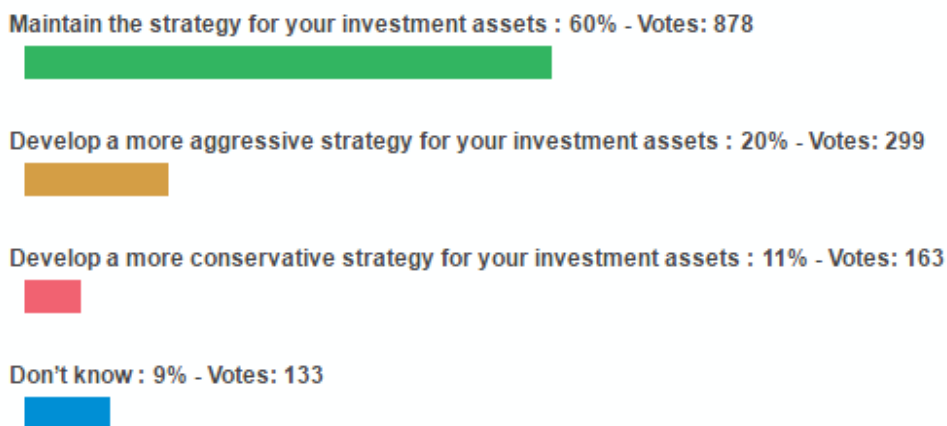 Maintain the strategy for your investment assets : 60% - Votes: 878
Develop a more aggressive strategy for your investment assets : 20% - Votes: 299
Develop a more conservative strategy for your investment assets : 11% - Votes: 163
Don't know : 9% - Votes: 133